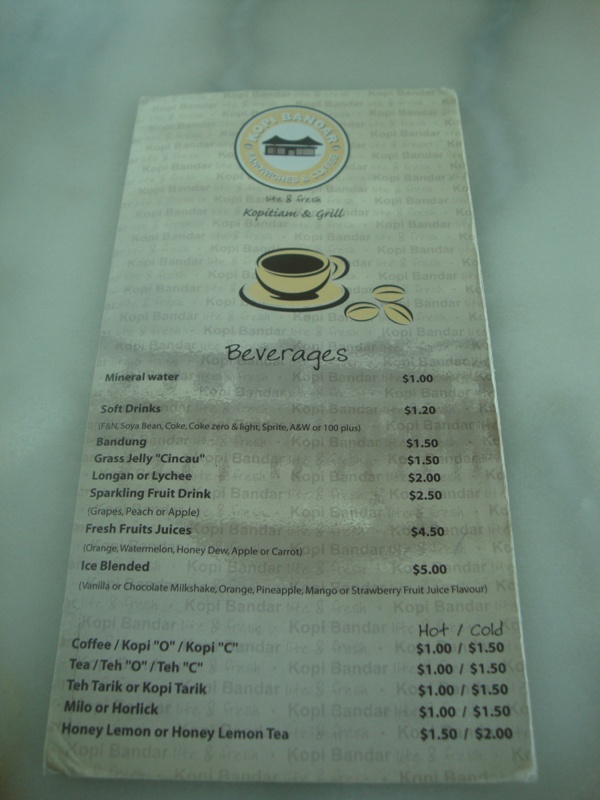 KOPI BANDAR
lite & fresh
Kopitiam & Grill
Beverages
Mineral water $1.00
Soft Drinks $1.20
(F&N, Soya Bean, Coke, Coke zero & light, Sprite, A&W or 100 plus)
Bandung $1.50
Grass Jelly "Cincau" $1.50
Longan or Lychee $2.00
Sparkling Fruit Drink $2.50
(Grapes, Peach or Apple)
Fresh Fruits Juices $4.50
(Orange, Watermelon, Honey Dew, Apple or Carrot)
Ice Blended $5.00
(Vanilla or Chocolate Milkshake, Orange, Pineapple, Mango or Strawberry Fruit Juice Flavour)
Hot / Cold
Coffee / Kopi "O" / Kopi "C" $1.00 / $1.50
Tea / Teh "O" / Teh "C" $1.00 / $1.50
Teh Tarik or Kopi Tarik $1.00 / $1.50
Milo or Horlick $1.00 / $1.50
Honey Lemon or Honey Lemon Tea $1.50 / $2.00